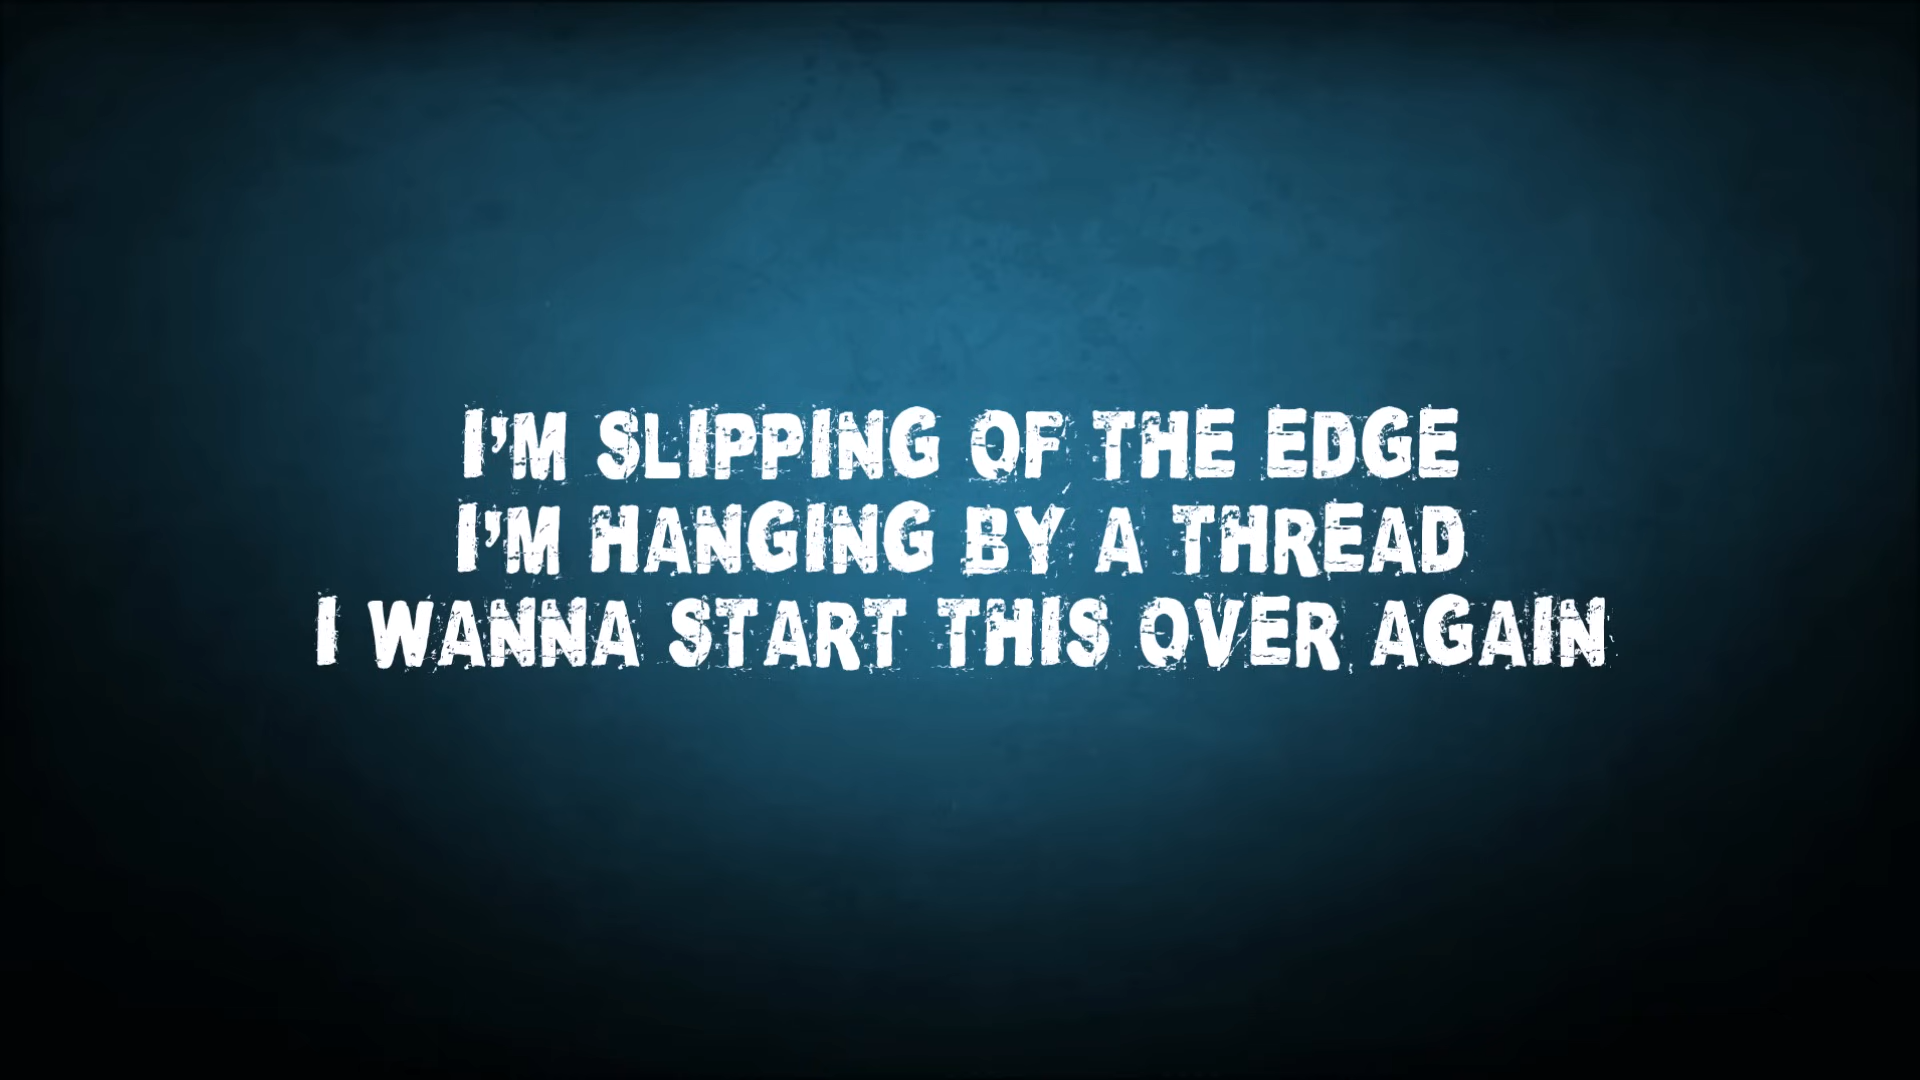 I'M SLIPPING OF THE EDGE
I'M HANGING BY A THREAD
I WANNA START THIS OVER AGAIN